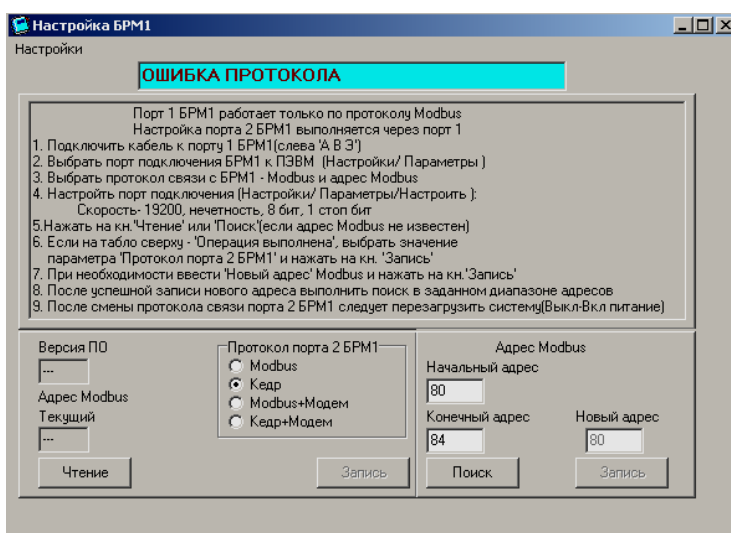 Настройка БРМ1
Настройки
ОШИБКА ПРОТОКОЛА
Порт 1 БРМ1 работает только по протоколу Modbus
Настройка порта 2 БРМ1 выполняется через порт 1
1. Подключить кабель к порту 1 БРМ1(слева 'А В Э')
2. Выбрать порт подключения БРМ1 к ПЭВМ (Настройки/ Параметры )
3. Выбрать протокол связи с БРМ1 - Modbus и адрес Modbus
4. Настройть порт подключения (Настройки/ Параметры/Настроить ):
Скорость- 19200, нечетность, 8 бит, 1 стоп бит
5.Нажать на кн.'Чтение' или 'Поиск'(если адрес Modbus не известен)
6. Если на табло сверху - 'Операция выполнена', выбрать значение
параметра 'Протокол порта 2 БРМ1' и нажать на кн. 'Запись'
7. При необходимости ввести 'Новый адрес' Modbus и нажать на кн.'Запись'
8. После успешной записи нового адреса выполнить поиск в заданном диапазоне адресов
9. После смены протокола связи порта 2 БРМ1 следует перезагрузить систему(Выкл-Вкл питание)
Версия ПО
---
Адрес Modbus
Текущий
---
Чтение
Протокол порта 2 БРМ1
Modbus
Кедр
Modbus+Модем
Кедр+Модем
Запись
Адрес Modbus
Начальный адрес
80
Конечный адрес
Новый адрес
84
80
Поиск
Запись